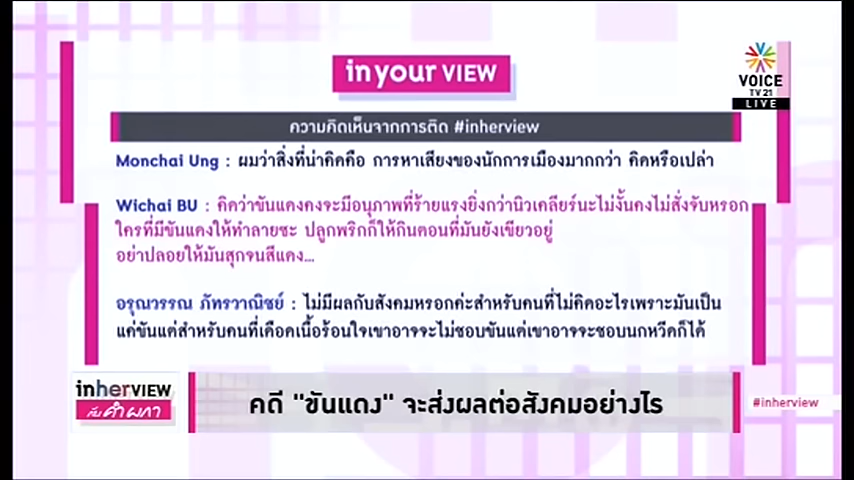 in your VIEW
VOICE
TV 21
LIVE
ความคิดเห็นจากการติด #inherview
Monchai Ung : ผมว่าสิ่งที่น่าคิดคือ การหาเสียงของนักการเมืองมากกว่า คิดหรือเปล่า
Wichai BU : คิดว่าขันแดงคงจะมีอนุภาพที่ร้ายแรงยิ่งกว่านิวเคลียร์นะไม่งั้นคงไม่สั่งจับหรอก
ใครที่มีขันแดงให้ทำลายซะ ปลูกพริกก็ให้กินตอนที่มันยังเขียวอยู่
อย่าปล่อยให้มันสุกจนสีแดง...
อรุณวรรณ ภัทรวาณิชย์ : ไม่มีผลกับสังคมหรอกค่ะสำหรับคนที่ไม่คิดอะไรเพราะมันเป็น
แค่ขันแต่สำหรับคนที่เดือดเนื้อร้อนใจเขาอาจจะไม่ชอบขันแต่เขาอาจจะชอบนกหวีดก็ได้
inherVIEW
กับคำผกา
คดี "ขันแดง" จะส่งผลต่อสังคมอย่างไร
#inherview